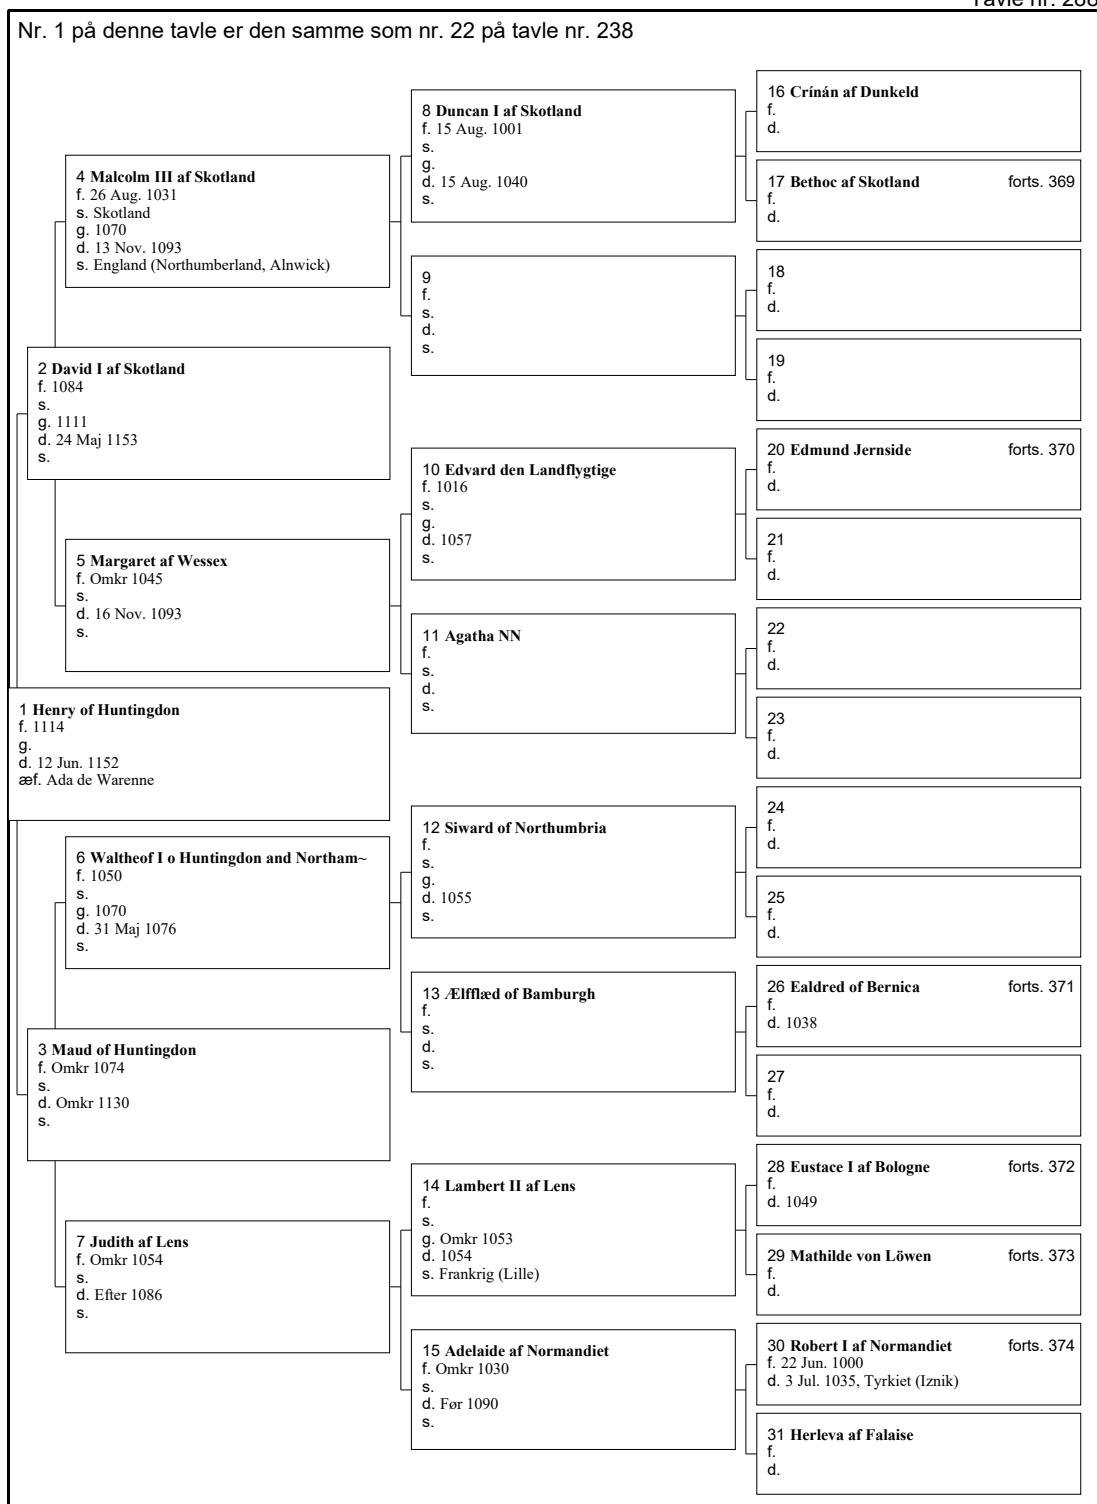 Nr. 1 på denne tavle er den samme som nr. 22 på tavle nr. 238
16 Crínán af Dunkeld
f.
d.
8 Duncan I af Skotland
f. 15 Aug. 1001
s.
g.
d. 15 Aug. 1040
s.
17 Bethoc af Skotland forts. 369
f.
d.
4 Malcolm III af Skotland
f. 26 Aug. 1031
s. Skotland
g. 1070
d. 13 Nov. 1093
s. England (Northumberland, Alnwick)
18
f.
d.
9
f.
s.
d.
s.
19
f.
d.
2 David I af Skotland
f. 1084
s.
g. 1111
d. 24 Maj 1153
s.
20 Edmund Jernside forts. 370
f.
d.
10 Edvard den Landflygtige
f. 1016
s.
g.
d. 1057
s.
21
f.
d.
5 Margaret af Wessex
f. Omkr 1045
s.
d. 16 Nov. 1093
s.
22
f.
d.
11 Agatha NN
f.
s.
d.
s.
23
f.
d.
1 Henry of Huntingdon
f. 1114
g.
d. 12 Jun. 1152
æf. Ada de Warenne
24
f.
d.
12 Siward of Northumbria
f.
s.
g.
d. 1055
s.
25
f.
d.
6 Waltheof I o Huntingdon and Northam~
f. 1050
s.
g. 1070
d. 31 Maj 1076
s.
26 Ealdred of Bernica forts. 371
f.
d. 1038
13 Ælfflæd of Bamburgh
f.
s.
d.
s.
27
f.
d.
3 Maud of Huntingdon
f. Omkr 1074
s.
d. Omkr 1130
s.
28 Eustace I af Bologne forts. 372
f.
d. 1049
14 Lambert II af Lens
f.
s.
g. Omkr 1053
d. 1054
s. Frankrig (Lille)
29 Mathilde von Löwen forts. 373
f.
d.
7 Judith af Lens
f. Omkr 1054
s.
d. Efter 1086
s.
30 Robert I af Normandiet forts. 374
f. 22 Jun. 1000
d. 3 Jul. 1035, Tyrkiet (Iznik)
15 Adelaide af Normandiet
f. Omkr 1030
s.
d. Før 1090
s.
31 Herleva af Falaise
f.
d.